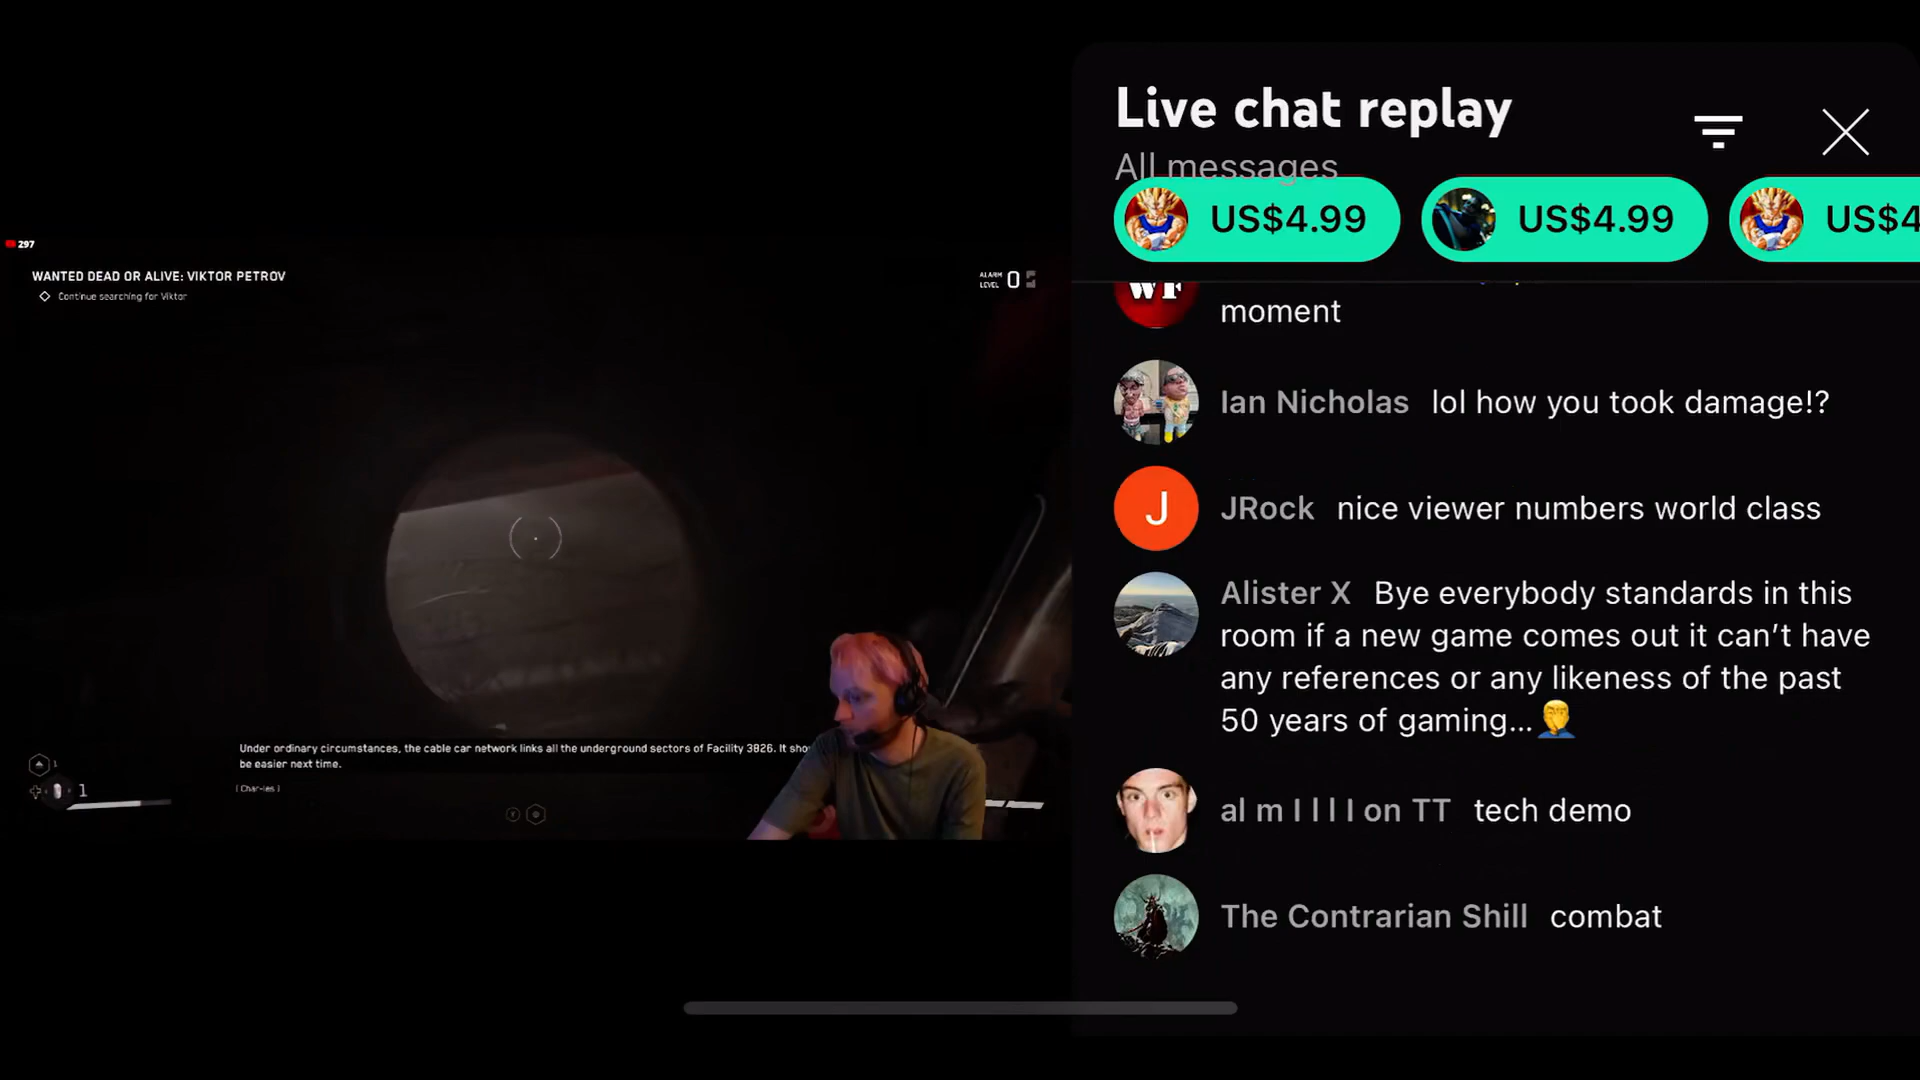 297
WANTED DEAD OR ALIVE: VIKTOR PETROV
Continue searching for Viktor
ALARM
LEVEL 0
Under ordinary circumstances, the cable car network links all the underground sectors of Facility 3826. It shou
be easier next time.
[ Char-les ]
1
1
Y
Live chat replay
All messages
US$4.99
US$4.99
US$4
WF
moment
Ian Nicholas lol how you took damage!?
J
JRock nice viewer numbers world class
Alister X Bye everybody standards in this
room if a new game comes out it can’t have
any references or any likeness of the past
50 years of gaming...🤦
al m I l l I on TT tech demo
The Contrarian Shill combat